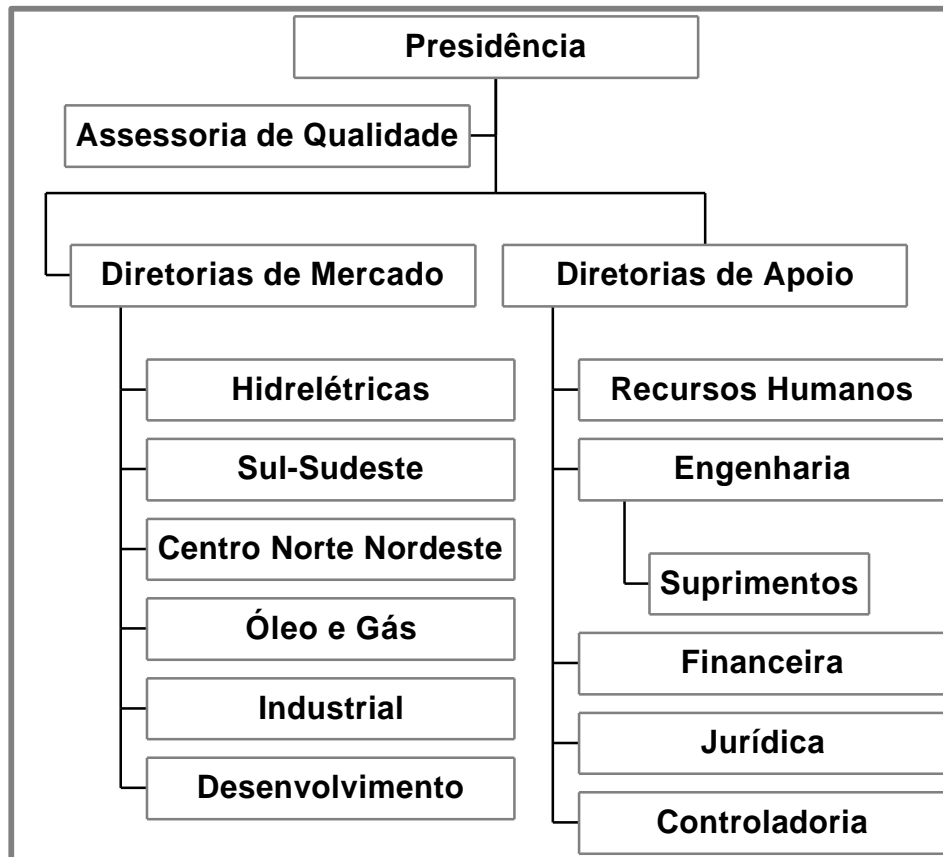 Presidência
Assessoria de Qualidade
Diretorias de Mercado
Hidrelétricas
Sul-Sudeste
Centro Norte Nordeste
Óleo e Gás
Industrial
Desenvolvimento
Diretorias de Apoio
Recursos Humanos
Engenharia
Suprimentos
Financeira
Jurídica
Controladoria